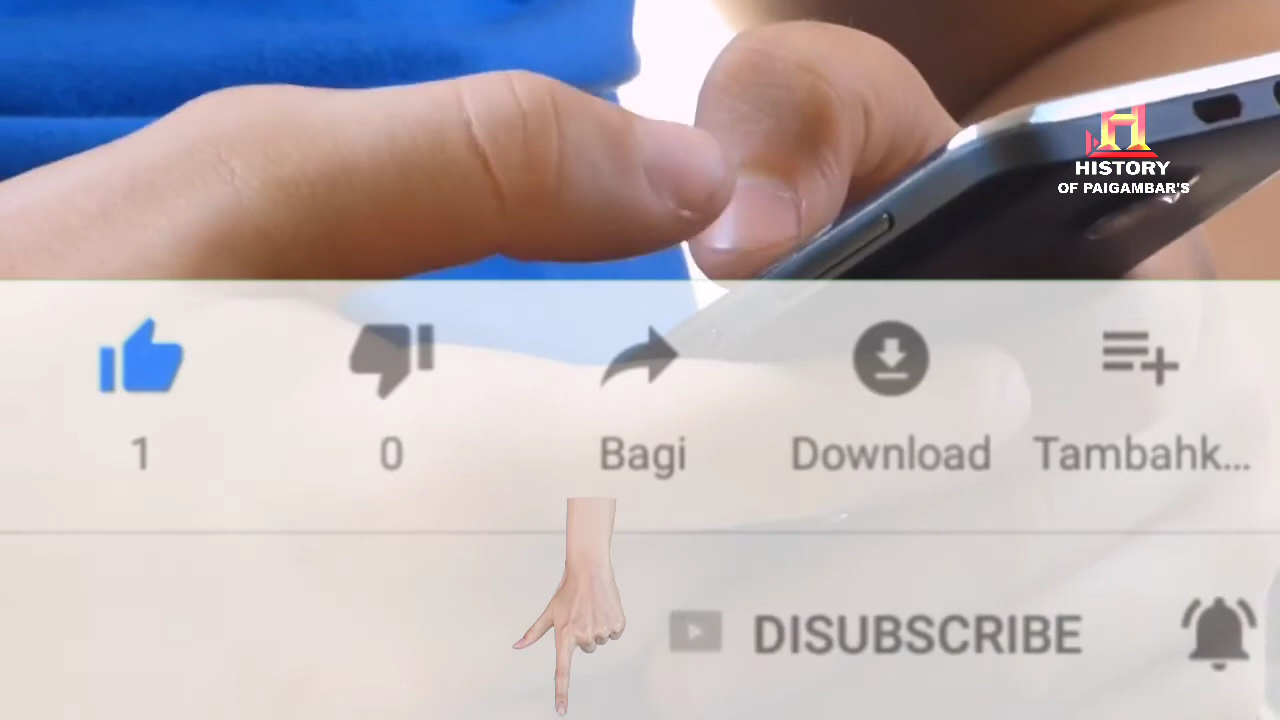 H
HISTORY
OF PAIGAMBAR'S
1
0
Bagi
Download
Tambahk...
DISUBSCRIBE